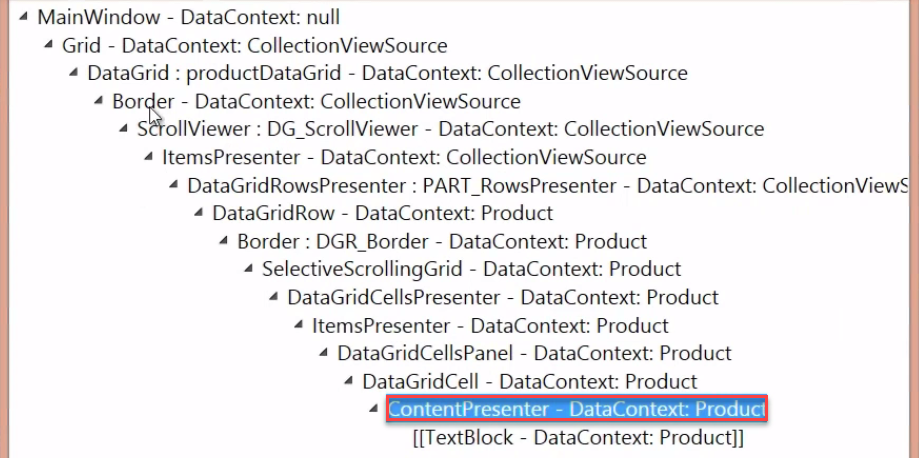 MainWindow - DataContext: null
Grid - DataContext: CollectionViewSource
DataGrid : productDataGrid - DataContext: CollectionViewSource
Border - DataContext: CollectionViewSource
ScrollViewer : DG_ScrollViewer - DataContext: CollectionViewSource
ItemsPresenter - DataContext: CollectionViewSource
DataGridRowsPresenter : PART_RowsPresenter - DataContext: CollectionViewS
DataGridRow - DataContext: Product
Border : DGR_Border - DataContext: Product
SelectiveScrollingGrid - DataContext: Product
DataGridCellsPresenter - DataContext: Product
ItemsPresenter - DataContext: Product
DataGridCellsPanel - DataContext: Product
DataGridCell - DataContext: Product
ContentPresenter - DataContext: Product
[[TextBlock - DataContext: Product]]